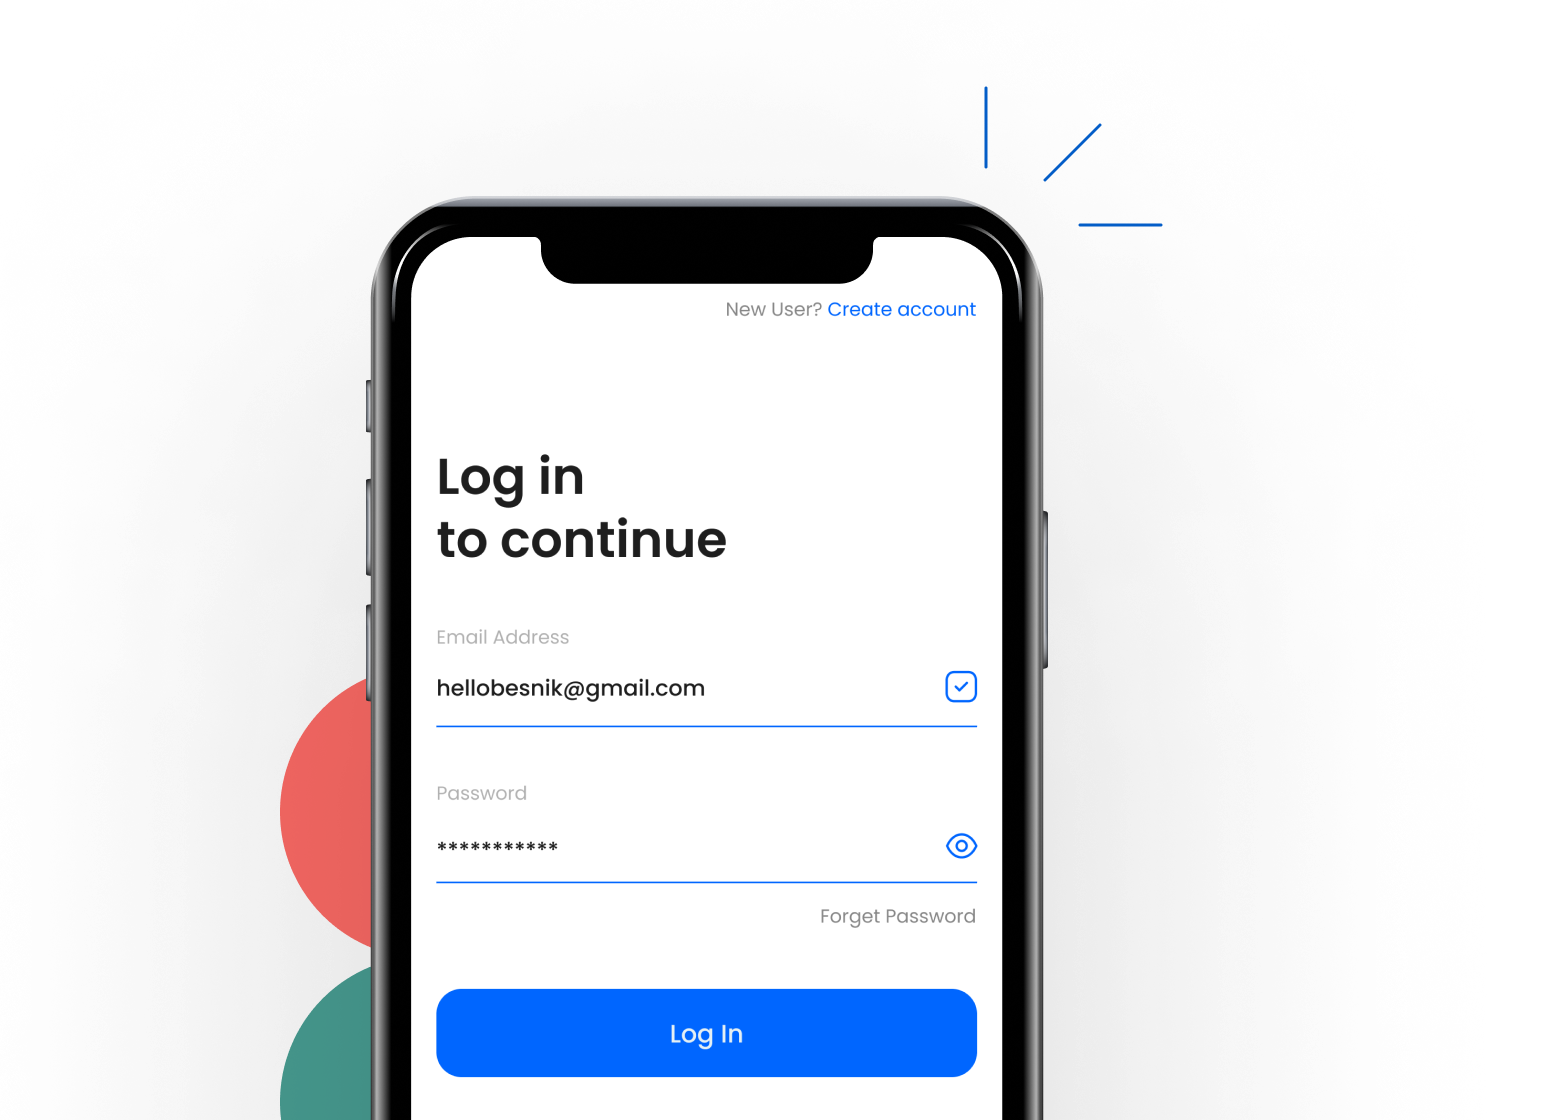 New User? Create account
Log in
to continue
Email Address
hellobesnik@gmail.com
Password
***********
Forget Password
Log In